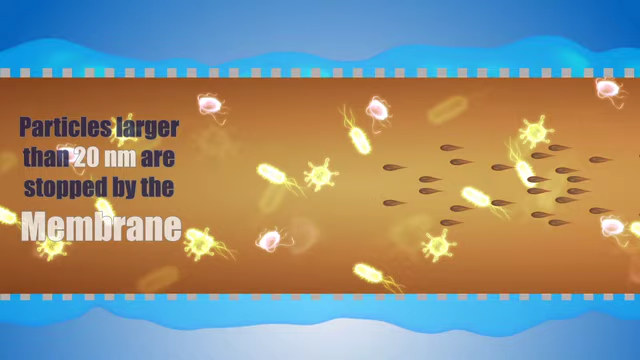 Particles larger
than 20 nm are
stopped by the
Membrane